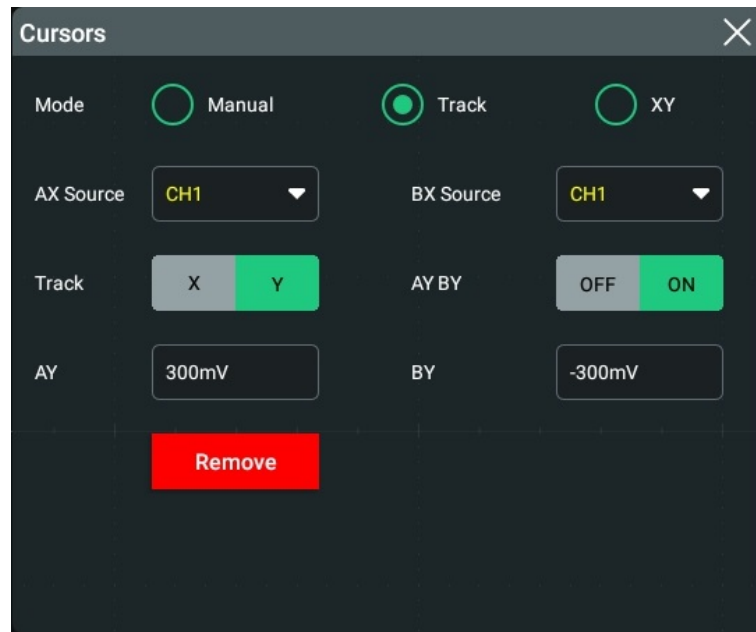 Cursors
Mode Manual Track XY
AX Source CH1 BX Source CH1
Track X Y AY BY OFF ON
AY 300mV BY -300mV
Remove